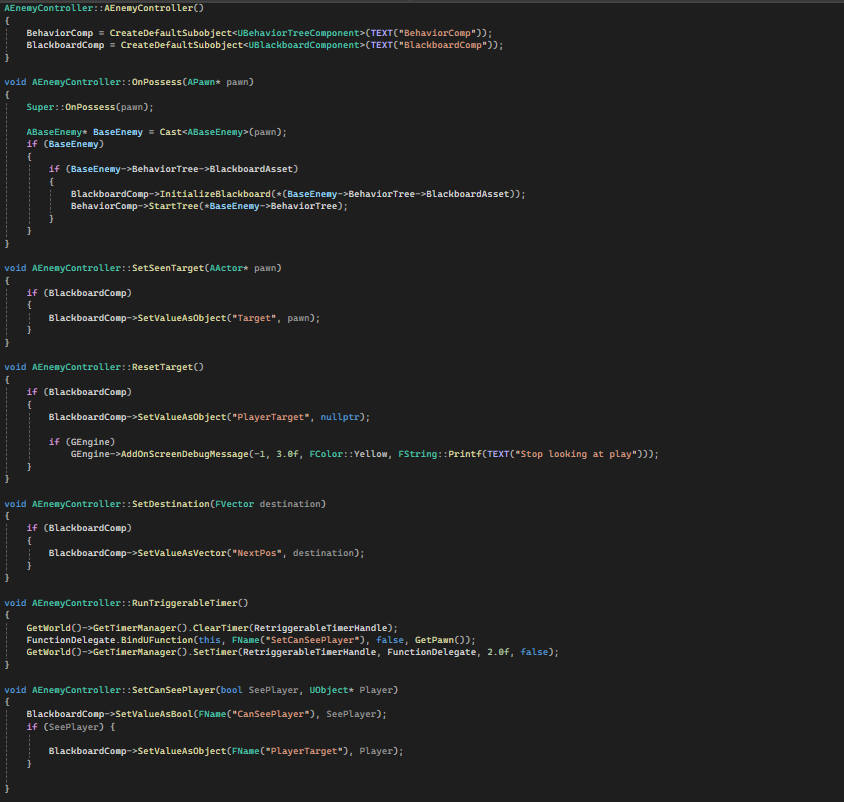 AEnemyController::AEnemyController()
{
    BehaviorComp = CreateDefaultSubobject<UBehaviorTreeComponent>(TEXT("BehaviorComp"));
    BlackboardComp = CreateDefaultSubobject<UBlackboardComponent>(TEXT("BlackboardComp"));
}

void AEnemyController::OnPossess(APawn* pawn)
{
    Super::OnPossess(pawn);

    ABaseEnemy* BaseEnemy = Cast<ABaseEnemy>(pawn);
    if (BaseEnemy)
    {
        if (BaseEnemy->BehaviorTree->BlackboardAsset)
        {
            BlackboardComp->InitializeBlackboard(*(BaseEnemy->BehaviorTree->BlackboardAsset));
            BehaviorComp->StartTree(*BaseEnemy->BehaviorTree);
        }
    }
}

void AEnemyController::SetSeenTarget(AActor* pawn)
{
    if (BlackboardComp)
    {
        BlackboardComp->SetValueAsObject("Target", pawn);
    }
}

void AEnemyController::ResetTarget()
{
    if (BlackboardComp)
    {
        BlackboardComp->SetValueAsObject("PlayerTarget", nullptr);

        if (GEngine)
            GEngine->AddOnScreenDebugMessage(-1, 3.0f, FColor::Yellow, FString::Printf(TEXT("Stop looking at play")));
    }
}

void AEnemyController::SetDestination(FVector destination)
{
    if (BlackboardComp)
    {
        BlackboardComp->SetValueAsVector("NextPos", destination);
    }
}

void AEnemyController::RunTriggerableTimer()
{
    GetWorld()->GetTimerManager().ClearTimer(RetriggerableTimerHandle);
    FunctionDelegate.BindUFunction(this, FName("SetCanSeePlayer"), false, GetPawn());
    GetWorld()->GetTimerManager().SetTimer(RetriggerableTimerHandle, FunctionDelegate, 2.0f, false);
}

void AEnemyController::SetCanSeePlayer(bool SeePlayer, UObject* Player)
{
    BlackboardComp->SetValueAsBool(FName("CanSeePlayer"), SeePlayer);
    if (SeePlayer) {

        BlackboardComp->SetValueAsObject(FName("PlayerTarget"), Player);
    }

}